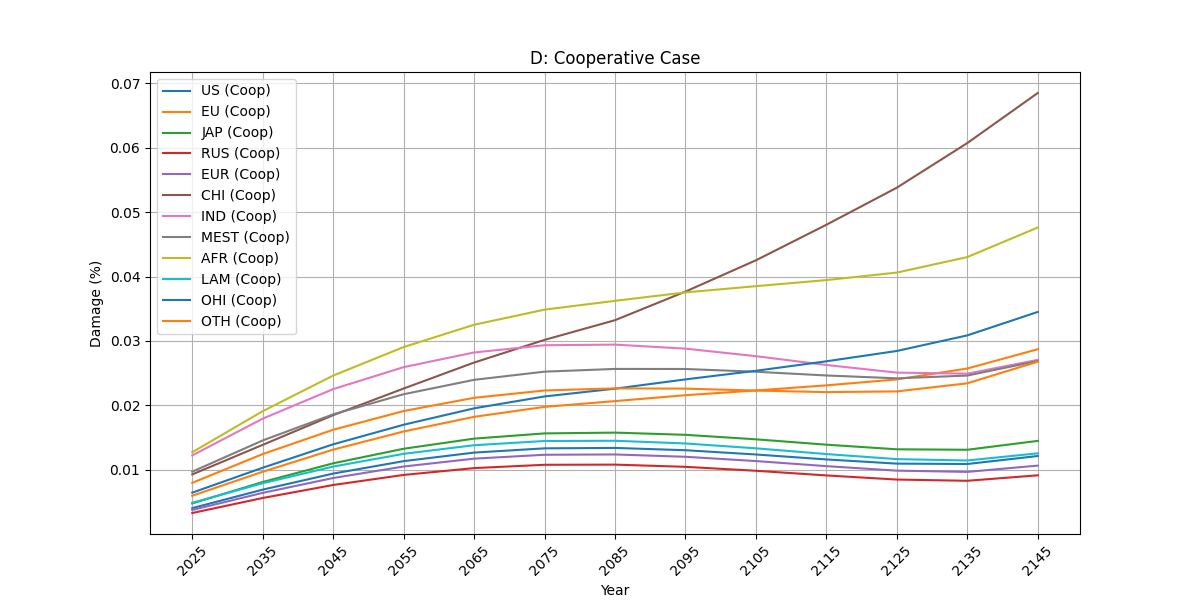 D: Cooperative Case
0.07
0.06
0.05
0.04
0.03
0.02
0.01
Damage (%)
US (Coop)
EU (Coop)
JAP (Coop)
RUS (Coop)
EUR (Coop)
CHI (Coop)
IND (Coop)
MEST (Coop)
AFR (Coop)
LAM (Coop)
OHI (Coop)
OTH (Coop)
2025 2035 2045 2055 2065 2075 2085 2095 2105 2115 2125 2135 2145
Year